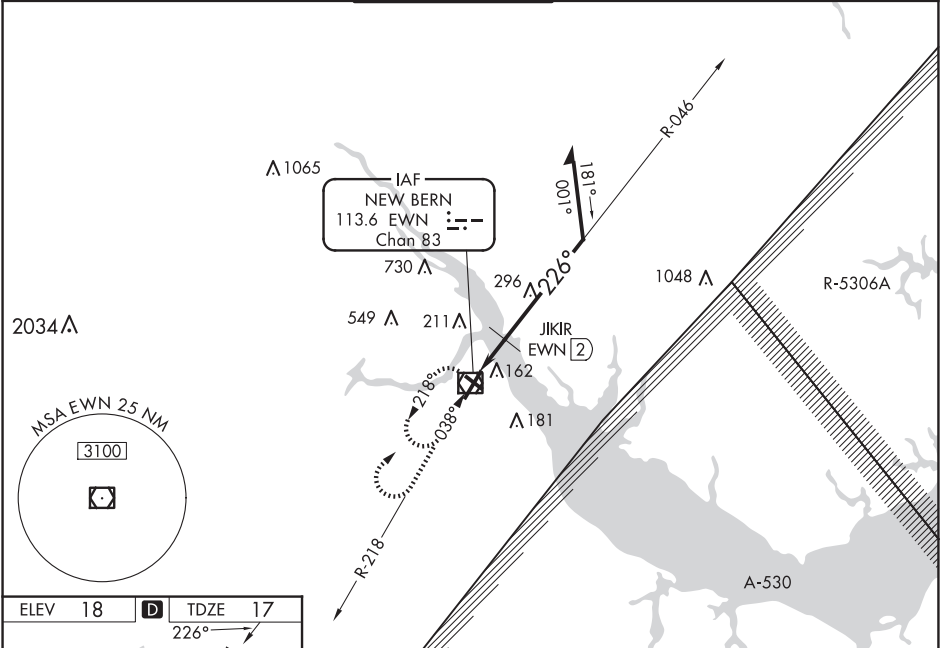 R-046
1065
IAF
NEW BERN
113.6 EWN
Chan 83
181°
001°
730
296
226°
1048
R-5306A
2034
549
211
JIKIR
EWN 2
162
218°
038°
181
MSA EWN 25 NM
3100
R-218
A-530
ELEV 18 D TDZE 17
226°